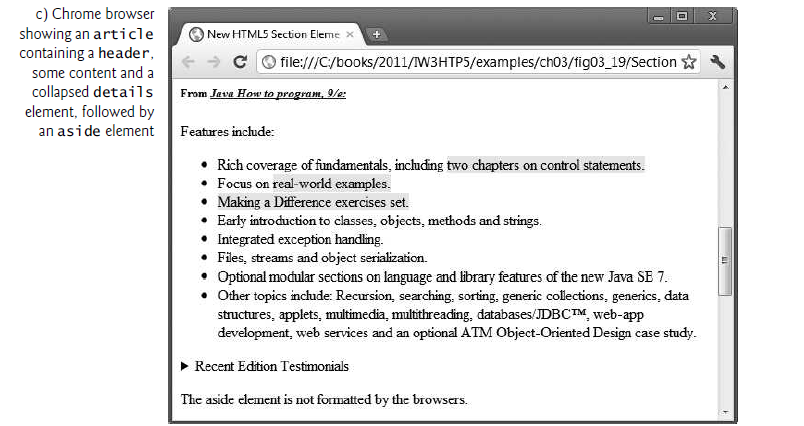 c) Chrome browser
showing an article
containing a header,
some content and a
collapsed details
element, followed by
an aside element
New HTML5 Section Eleme
file:///C:/books/2011/IW3HTP5/examples/ch03/fig03_19/Section
From Java How to program, 9/e:
Features include:
• Rich coverage of fundamentals, including two chapters on control statements.
• Focus on real-world examples.
• Making a Difference exercises set.
• Early introduction to classes, objects, methods and strings.
• Integrated exception handling.
• Files, streams and object serialization.
• Optional modular sections on language and library features of the new Java SE 7.
• Other topics include: Recursion, searching, sorting, generic collections, generics, data
structures, applets, multimedia, multithreading, databases/JDBC™, web-app
development, web services and an optional ATM Object-Oriented Design case study.
▶ Recent Edition Testimonials
The aside element is not formatted by the browsers.